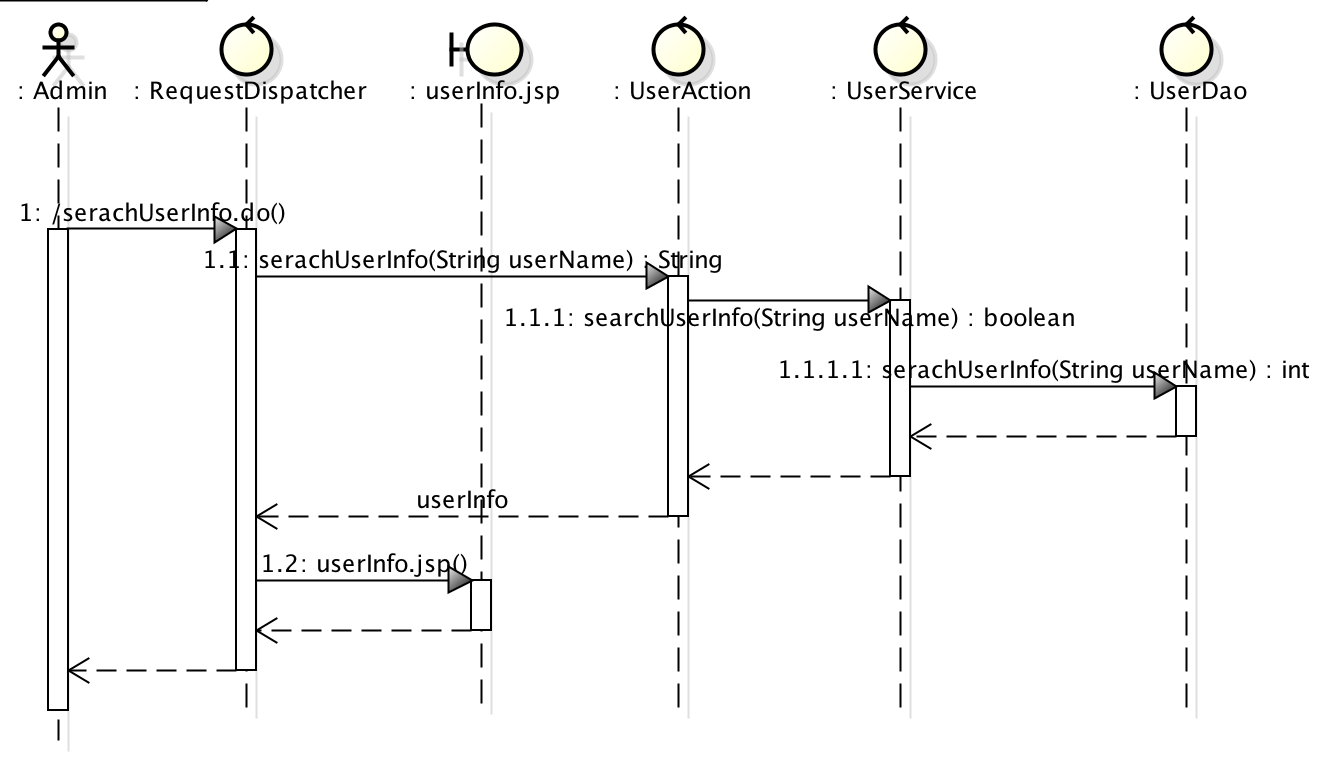 : Admin
: RequestDispatcher
: userInfo.jsp
: UserAction
: UserService
: UserDao
1: /serachUserInfo.do()
1.1: serachUserInfo(String userName) : String
1.1.1: searchUserInfo(String userName) : boolean
1.1.1.1: serachUserInfo(String userName) : int
userInfo
1.2: userInfo.jsp()